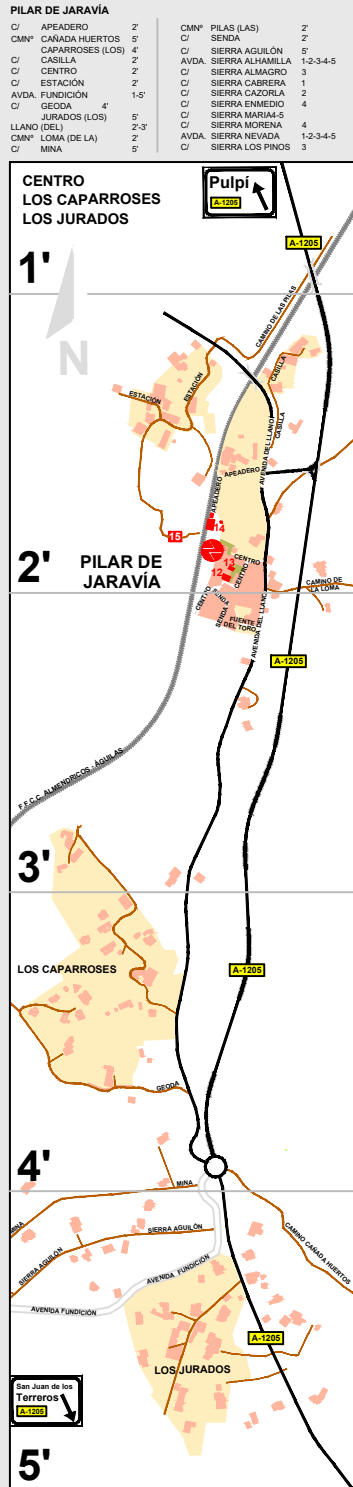 PILAR DE JARAVÍA
C/ APEADERO 2'
CMNº CAÑADA HUERTOS 5'
CAPARROSES (LOS) 4'
C/ CASILLA 2'
C/ CENTRO 2'
C/ ESTACIÓN 2'
AVDA. FUNDICIÓN 1-5'
C/ GEODA 4'
JURADOS (LOS) 5'
LLANO (DEL) 2'-3'
CMNº LOMA (DE LA) 2'
C/ MINA 5'
CMNº PILAS (LAS) 2'
C/ SENDA 2'
C/ SIERRA AGUILÓN 5'
AVDA. SIERRA ALHAMILLA 1-2-3-4-5
C/ SIERRA ALMAGRO 3
C/ SIERRA CABRERA 1
C/ SIERRA CAZORLA 2
C/ SIERRA ENMEDIO 4
C/ SIERRA MARIA4-5
C/ SIERRA MORENA 4
AVDA. SIERRA NEVADA 1-2-3-4-5
C/ SIERRA LOS PINOS 3
CENTRO
LOS CAPARROSES
LOS JURADOS
Pulpí
A-1205
A-1205
1'
N
CAMINO DE LAS PILAS
ESTACIÓN
ESTACIÓN
CASILLA
CASILLA
AVENIDA DEL LLANO
APEADERO
APEADERO
14
15
2'
PILAR DE
JARAVÍA
13
12
CENTRO
CENTRO
CENTRO
SENDA
SENDA
FUENTE
DEL TORO
AVENIDA DEL LLANO
CAMINO DE
LA LOMA
A-1205
F.F.C.C. ALMENDRICOS - ÁGUILAS
3'
LOS CAPARROSES
A-1205
GEODA
4'
MINA
MINA
SIERRA AGUILÓN
SIERRA AGUILÓN
CAMINO CAÑADA HUERTOS
AVENIDA FUNDICIÓN
AVENIDA FUNDICIÓN
A-1205
LOS JURADOS
San Juan de los
Terreros
A-1205
5'